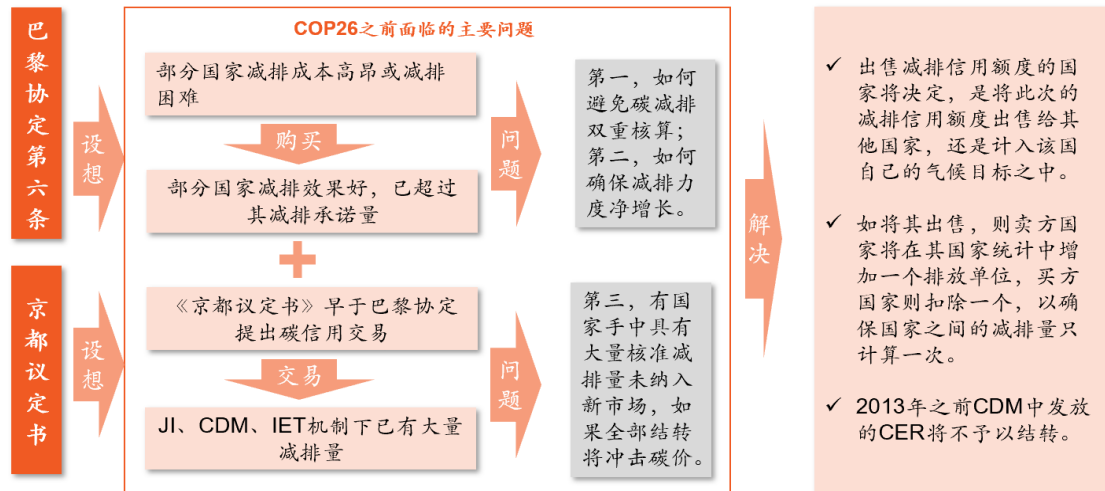 巴黎协定第六条
设想
COP26之前面临的主要问题
部分国家减排成本高昂或减排
困难
购买
部分国家减排效果好，已超过
其减排承诺量
问题
第一，如何
避免碳减排
双重核算；
第二，如何
确保减排力
度净增长。
京都议定书
设想
《京都议定书》早于巴黎协定
提出碳信用交易
交易
JI、CDM、IET机制下已有大量
减排量
问题
第三，有国
家手中具有
大量核准减
排量未纳入
新市场，如
果全部结转
将冲击碳价。
解决
✓ 出售减排信用额度的国
家将决定，是将此次的
减排信用额度出售给其
他国家，还是计入该国
自己的气候目标之中。
✓ 如将其出售，则卖方国
家将在其国家统计中增
加一个排放单位，买方
国家则扣除一个，以确
保国家之间的减排量只
计算一次。
✓ 2013年之前CDM中发放
的CER将不予以结转。